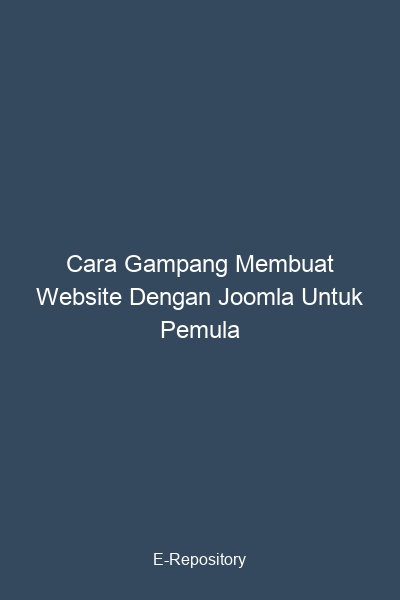 Cara Gampang Membuat
Website Dengan Joomla Untuk
Pemula
E-Repository